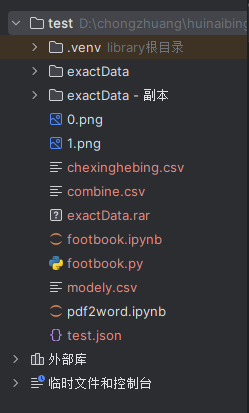 test D:\chongzhuang\huinaibing
.venv library根目录
exactData
exactData - 副本
0.png
1.png
chexinghebing.csv
combine.csv
exactData.rar
footbook.ipynb
footbook.py
modely.csv
pdf2word.ipynb
test.json
外部库
临时文件和控制台